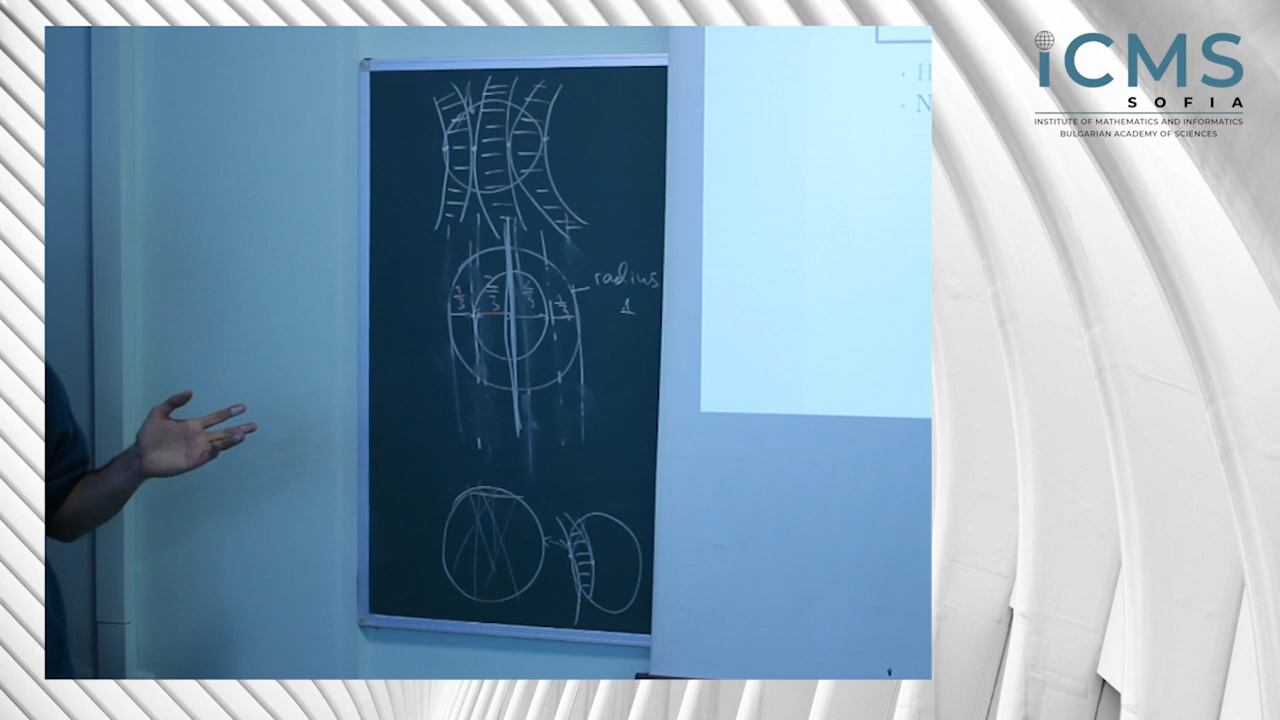 iCMS
SOFIA
INSTITUTE OF MATHEMATICS AND INFORMATICS
BULGARIAN ACADEMY OF SCIENCES
radius
1